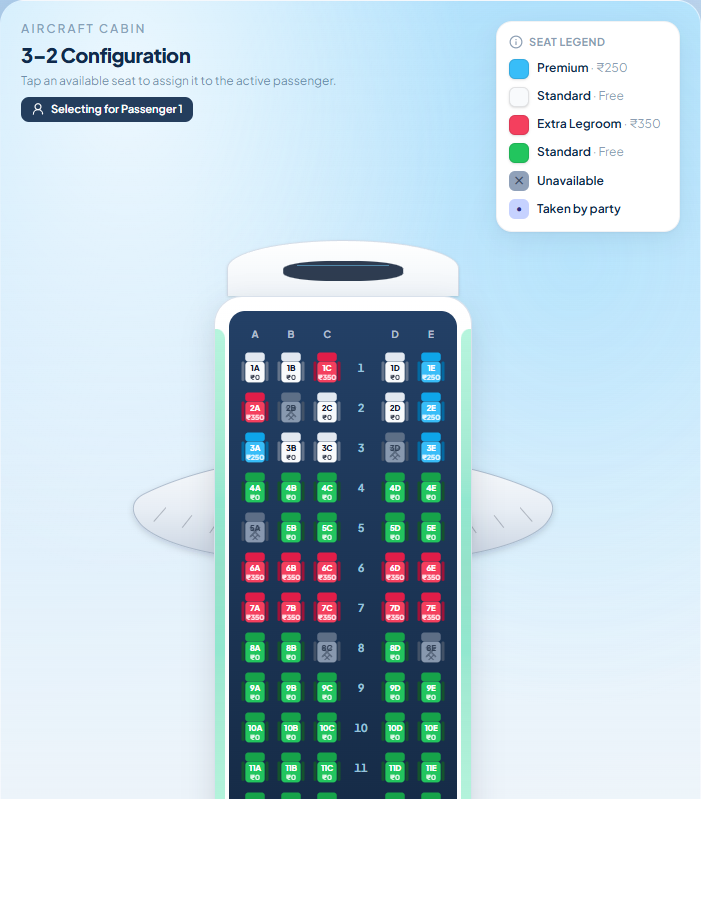 AIRCRAFT CABIN
3–2 Configuration
Tap an available seat to assign it to the active passenger.
Selecting for Passenger 1
SEAT LEGEND
Premium · ₹250
Standard · Free
Extra Legroom · ₹350
Standard · Free
Unavailable
Taken by party
A B C D E
1A 1B 1C 1 1D 1E
₹0 ₹0 ₹350 ₹0 ₹250
2A 2B 2C 2 2D 2E
₹350 ₹0 ₹0 ₹250
3A 3B 3C 3 3D 3E
₹250 ₹0 ₹0 ₹250
4A 4B 4C 4 4D 4E
₹0 ₹0 ₹0 ₹0 ₹0
5A 5B 5C 5 5D 5E
₹0 ₹0 ₹0 ₹0
6A 6B 6C 6 6D 6E
₹350 ₹350 ₹350 ₹350 ₹350
7A 7B 7C 7 7D 7E
₹350 ₹350 ₹350 ₹350 ₹350
8A 8B 8C 8 8D 8E
₹0 ₹0 ₹0
9A 9B 9C 9 9D 9E
₹0 ₹0 ₹0 ₹0 ₹0
10A 10B 10C 10 10D 10E
₹0 ₹0 ₹0 ₹0 ₹0
11A 11B 11C 11 11D 11E
₹0 ₹0 ₹0 ₹0 ₹0